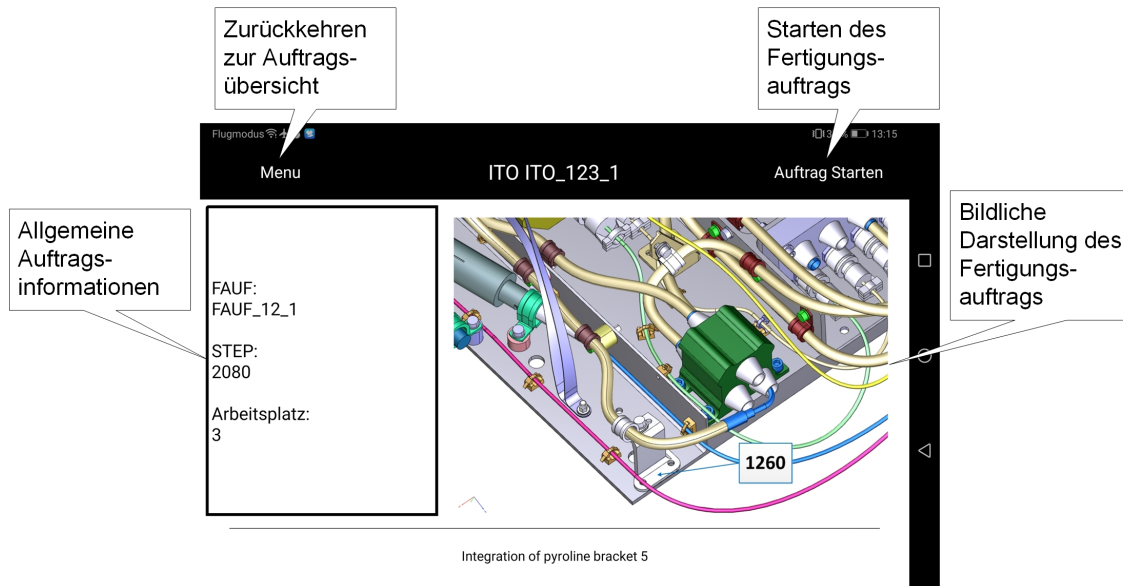 Zurückkehren
zur Auftrags-
übersicht
Starten des
Fertigungs-
auftrags
Flugmodus
13:15
Menu
ITO ITO_123_1
Auftrag Starten
Allgemeine
Auftrags-
informationen
FAUF:
FAUF_12_1
STEP:
2080
Arbeitsplatz:
3
Bildliche
Darstellung des
Fertigungs-
auftrags
1260
Integration of pyroline bracket 5